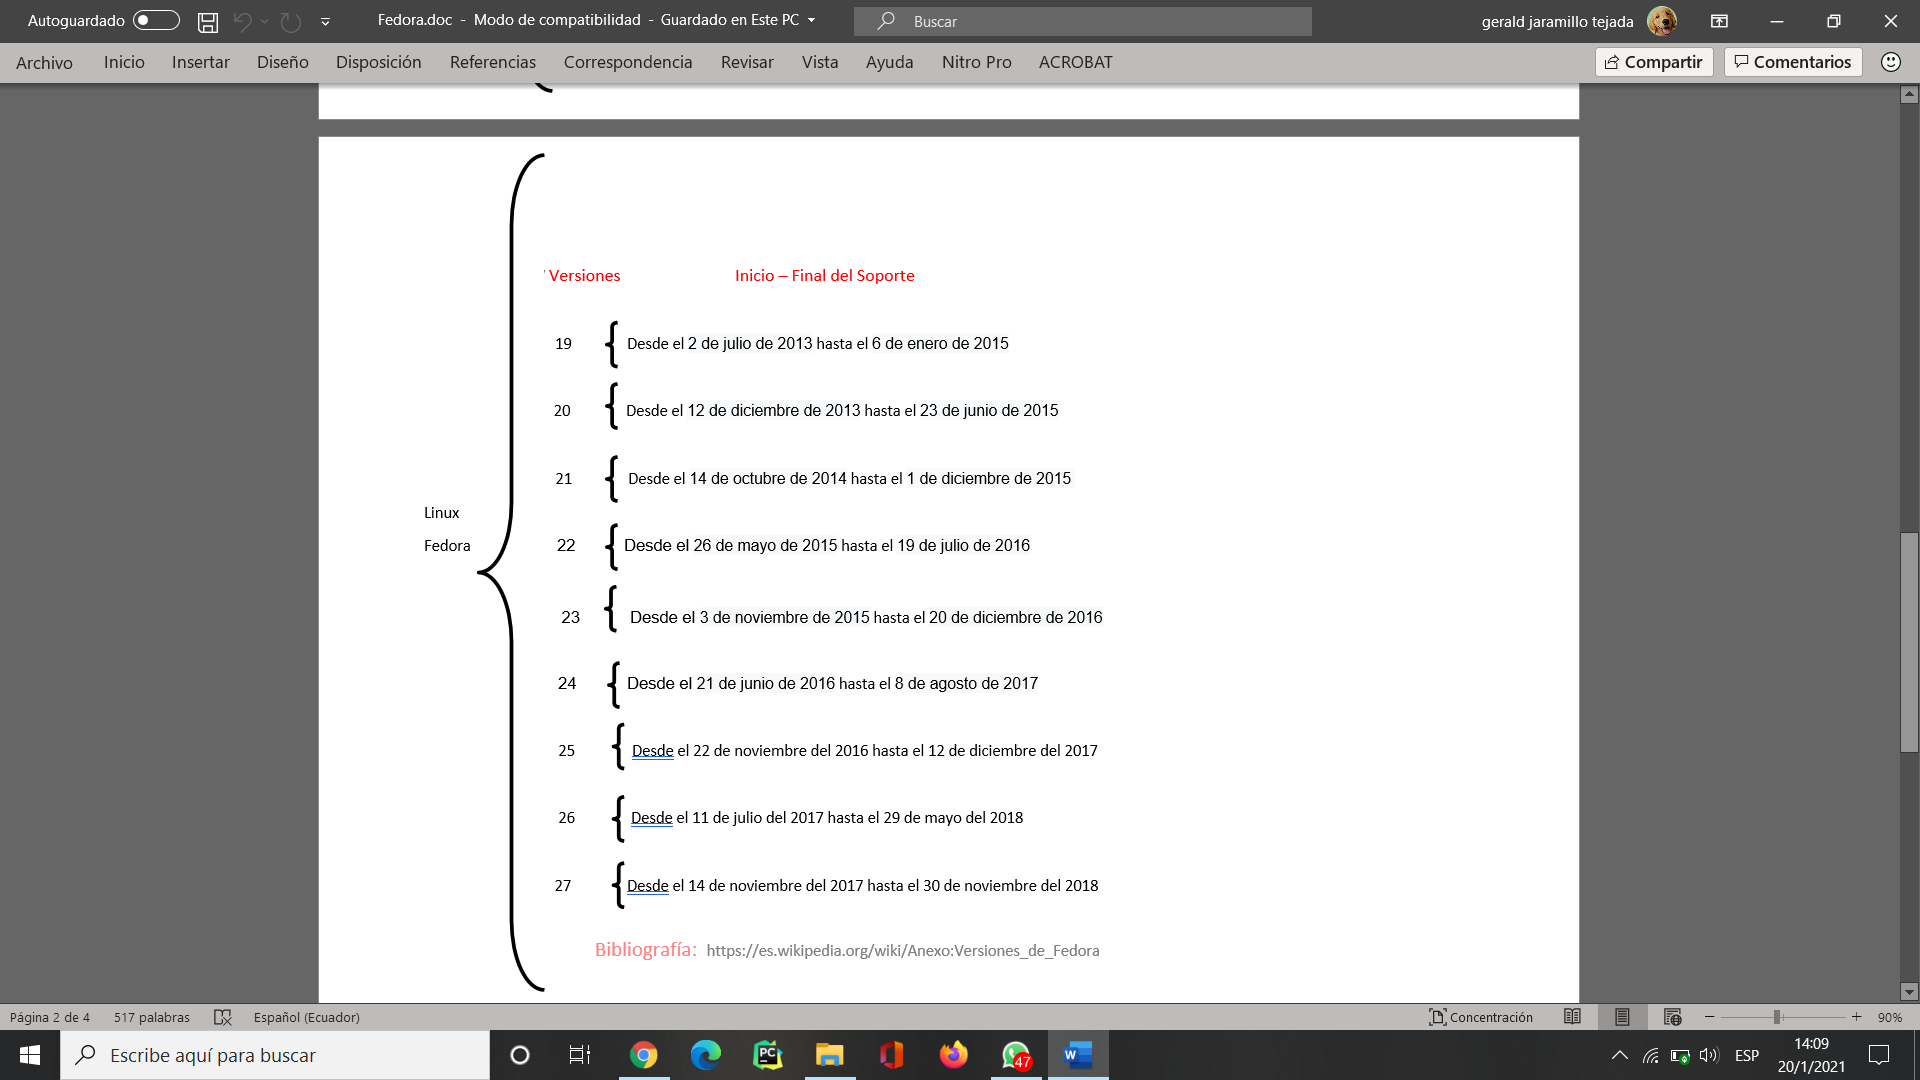 Autoguardado
Fedora.doc - Modo de compatibilidad - Guardado en Este PC
Buscar
gerald jaramillo tejada
Archivo Inicio Insertar Diseño Disposición Referencias Correspondencia Revisar Vista Ayuda Nitro Pro ACROBAT
Compartir Comentarios
Versiones Inicio – Final del Soporte
19 Desde el 2 de julio de 2013 hasta el 6 de enero de 2015
20 Desde el 12 de diciembre de 2013 hasta el 23 de junio de 2015
21 Desde el 14 de octubre de 2014 hasta el 1 de diciembre de 2015
Linux
Fedora
22 Desde el 26 de mayo de 2015 hasta el 19 de julio de 2016
23 Desde el 3 de noviembre de 2015 hasta el 20 de diciembre de 2016
24 Desde el 21 de junio de 2016 hasta el 8 de agosto de 2017
25 Desde el 22 de noviembre del 2016 hasta el 12 de diciembre del 2017
26 Desde el 11 de julio del 2017 hasta el 29 de mayo del 2018
27 Desde el 14 de noviembre del 2017 hasta el 30 de noviembre del 2018
Bibliografía: https://es.wikipedia.org/wiki/Anexo:Versiones_de_Fedora
Página 2 de 4 517 palabras Español (Ecuador) Concentración 90%
Escribe aquí para buscar
PC
47
W
ESP
14:09
20/1/2021